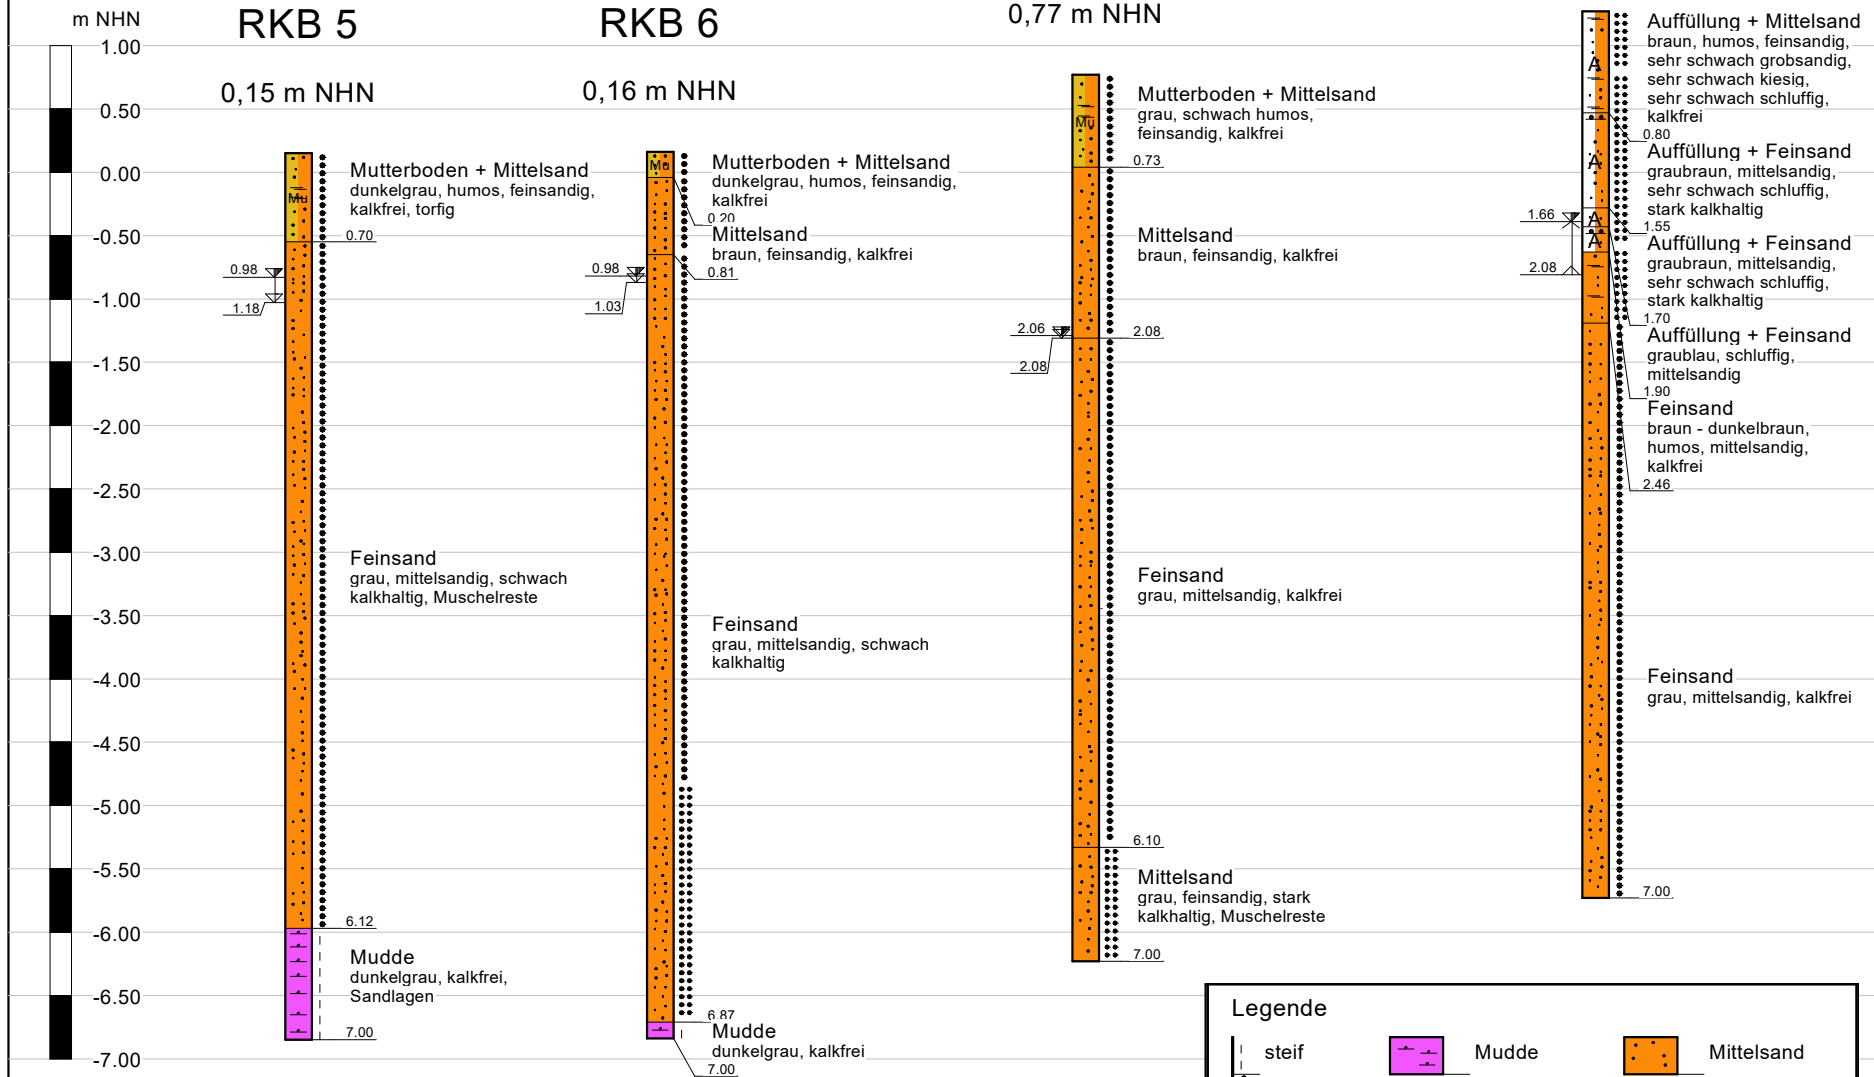 m NHN
1.00
0.50
0.00
-0.50
-1.00
-1.50
-2.00
-2.50
-3.00
-3.50
-4.00
-4.50
-5.00
-5.50
-6.00
-6.50
-7.00
RKB 5
0,15 m NHN
Mu
Mutterboden + Mittelsand
dunkelgrau, humos, feinsandig,
kalkfrei, torfig
0.70
0.98
1.18
Feinsand
grau, mittelsandig, schwach
kalkhaltig, Muschelreste
6.12
Mudde
dunkelgrau, kalkfrei,
Sandlagen
7.00
RKB 6
0,16 m NHN
Mu
Mutterboden + Mittelsand
dunkelgrau, humos, feinsandig,
kalkfrei
0.20
Mittelsand
braun, feinsandig, kalkfrei
0.81
0.98
1.03
Feinsand
grau, mittelsandig, schwach
kalkhaltig
6.87
Mudde
dunkelgrau, kalkfrei
7.00
0,77 m NHN
Mu
Mutterboden + Mittelsand
grau, schwach humos,
feinsandig, kalkfrei
0.73
Mittelsand
braun, feinsandig, kalkfrei
2.06
2.08
2.08
Feinsand
grau, mittelsandig, kalkfrei
6.10
Mittelsand
grau, feinsandig, stark
kalkhaltig, Muschelreste
7.00
A
Auffüllung + Mittelsand
braun, humos, feinsandig,
sehr schwach grobsandig,
sehr schwach kiesig,
sehr schwach schluffig,
kalkfrei
0.80
A
Auffüllung + Feinsand
graubraun, mittelsandig,
sehr schwach schluffig,
stark kalkhaltig
1.55
1.66
A
Auffüllung + Feinsand
graubraun, mittelsandig,
sehr schwach schluffig,
stark kalkhaltig
1.70
2.08
A
Auffüllung + Feinsand
graublau, schluffig,
mittelsandig
1.90
Feinsand
braun - dunkelbraun,
humos, mittelsandig,
kalkfrei
2.46
Feinsand
grau, mittelsandig, kalkfrei
7.00
Legende
steif
Mudde
Mittelsand